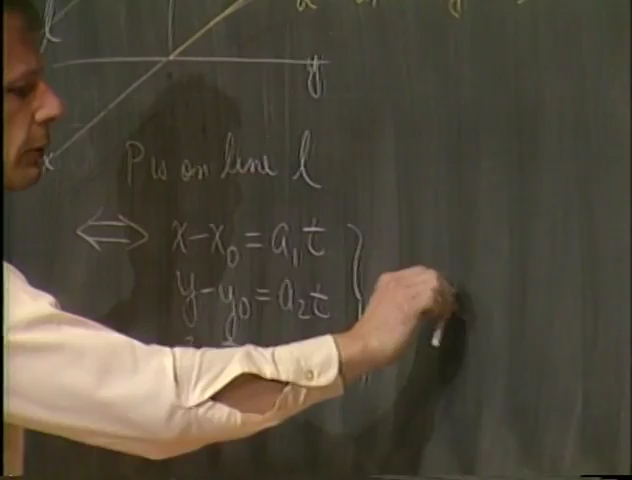 l
y
x
P is on line l
⟺ x-x₀=a₁t
y-y₀=a₂t